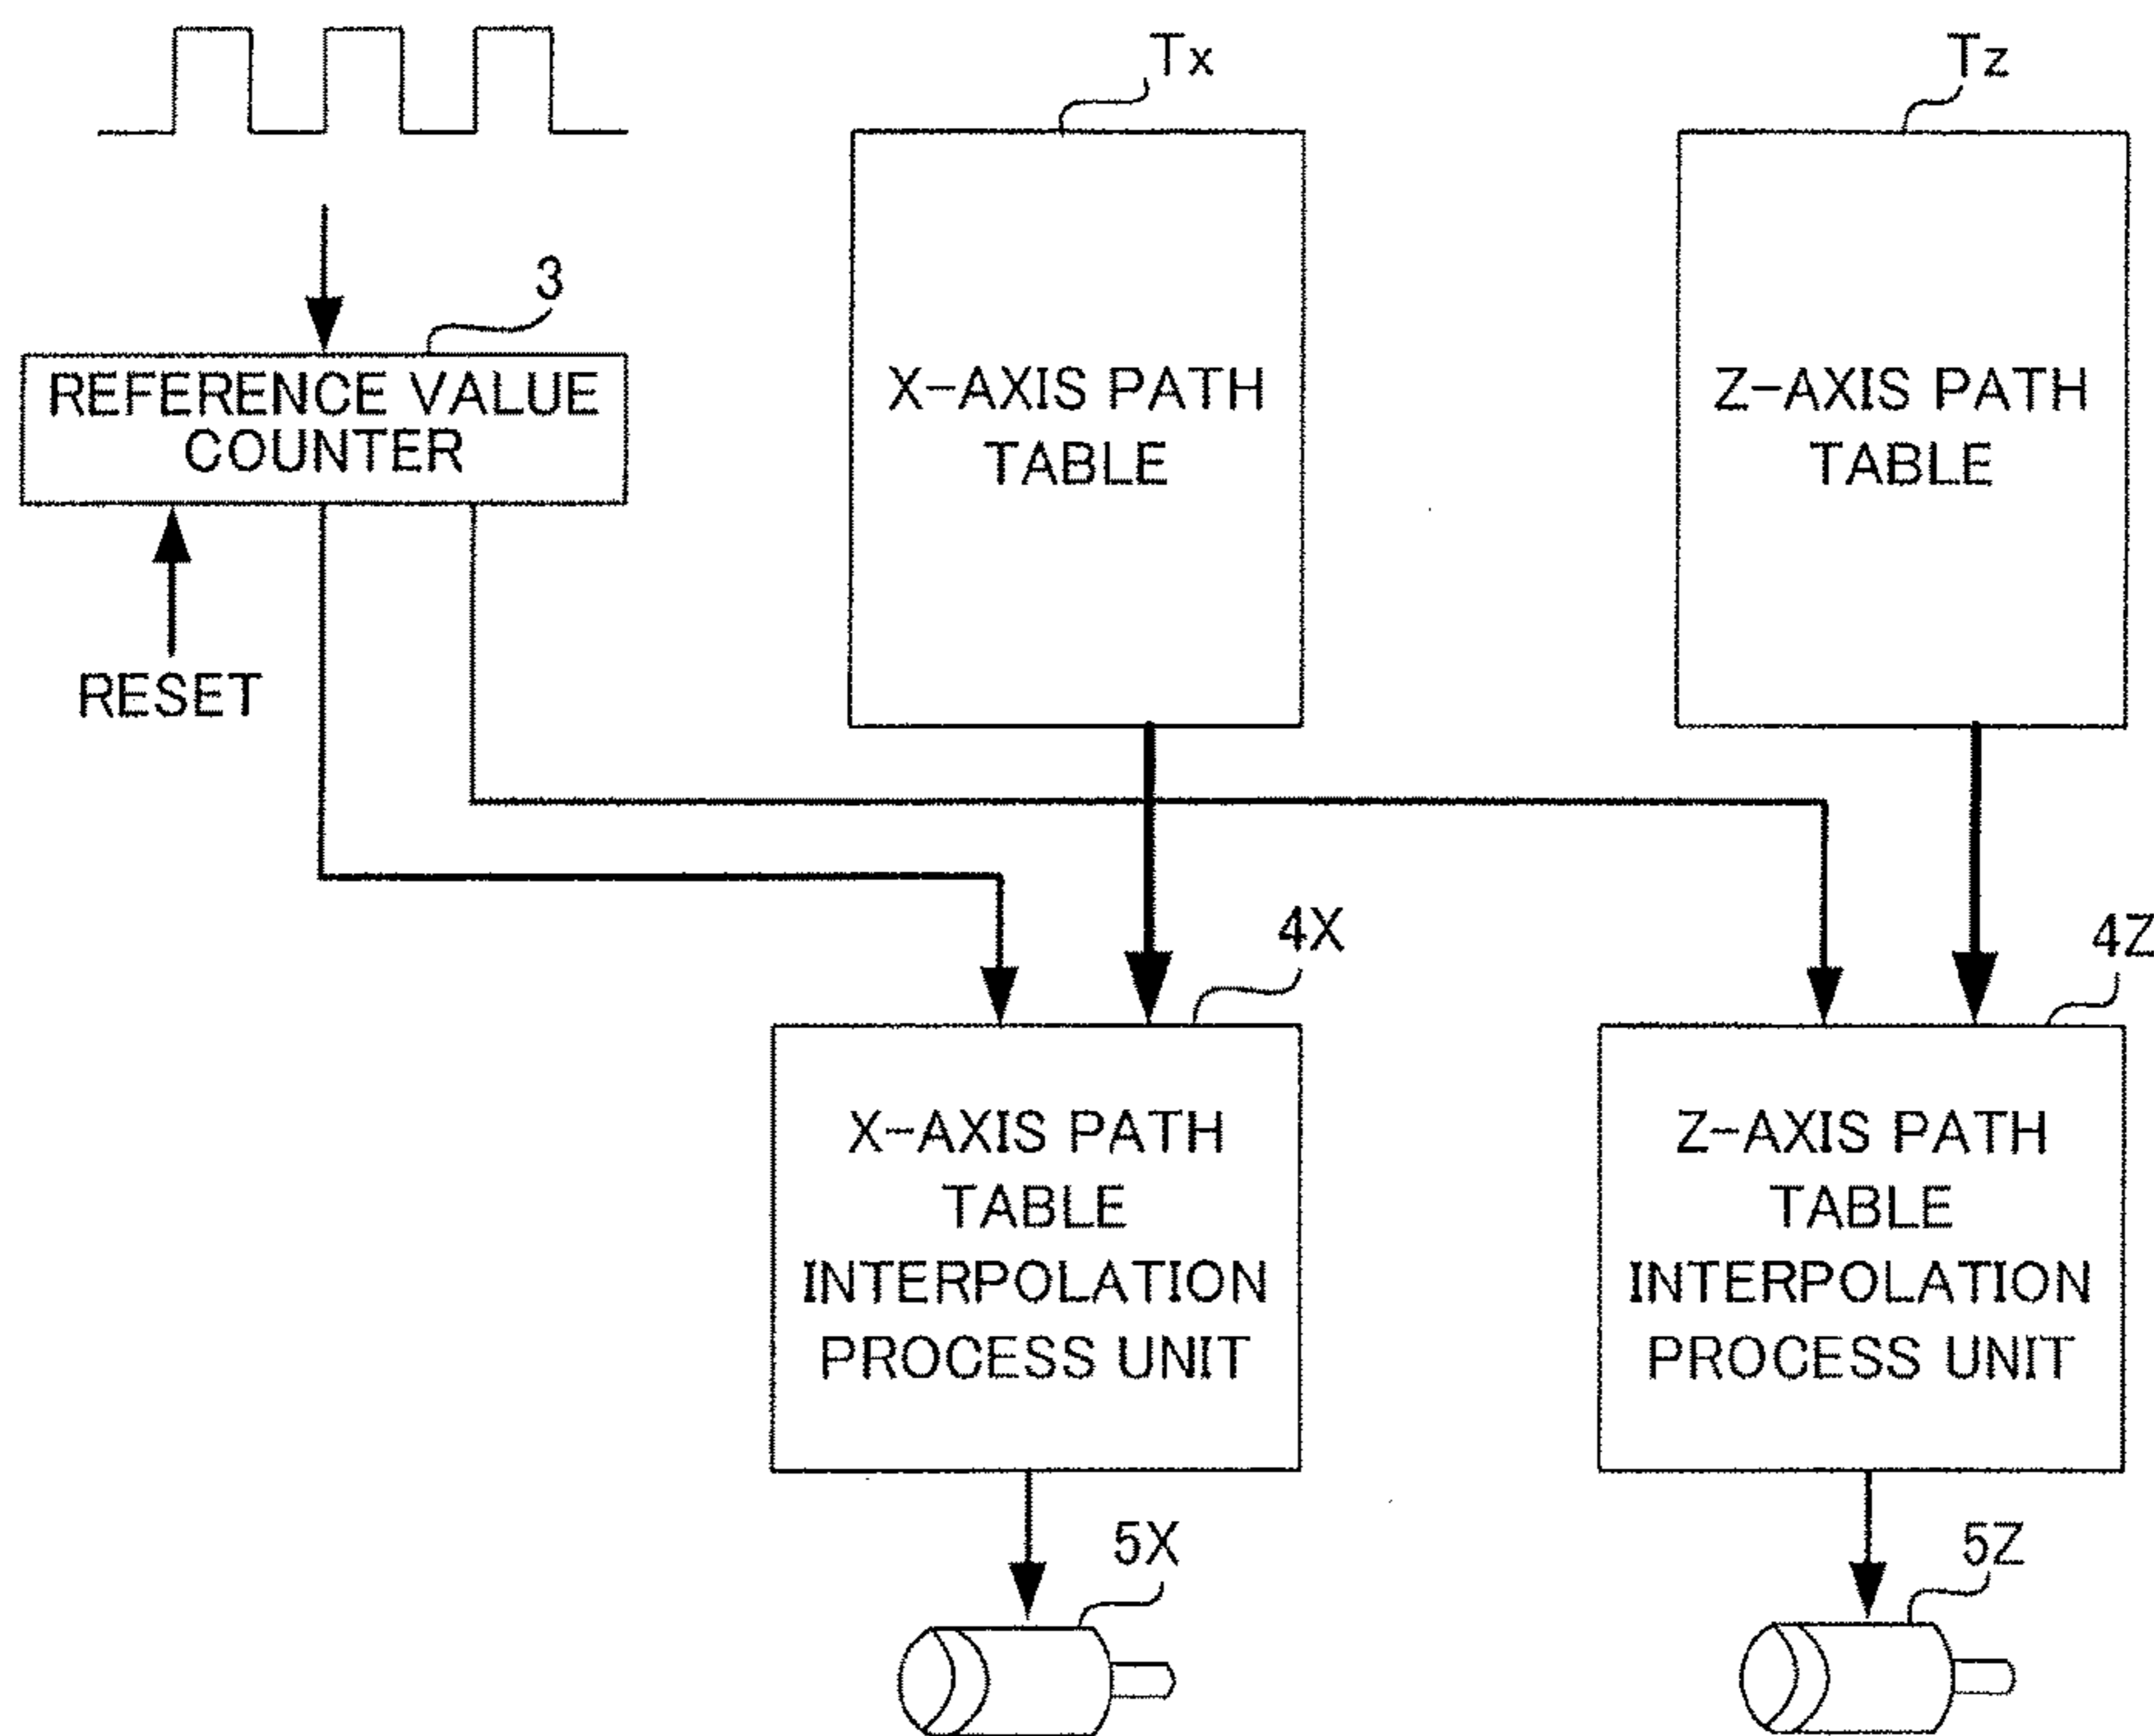 Tx
Tz
3
REFERENCE VALUE
COUNTER
X-AXIS PATH
TABLE
Z-AXIS PATH
TABLE
RESET
4X
4Z
X-AXIS PATH
TABLE
INTERPOLATION
PROCESS UNIT
Z-AXIS PATH
TABLE
INTERPOLATION
PROCESS UNIT
5X
5Z